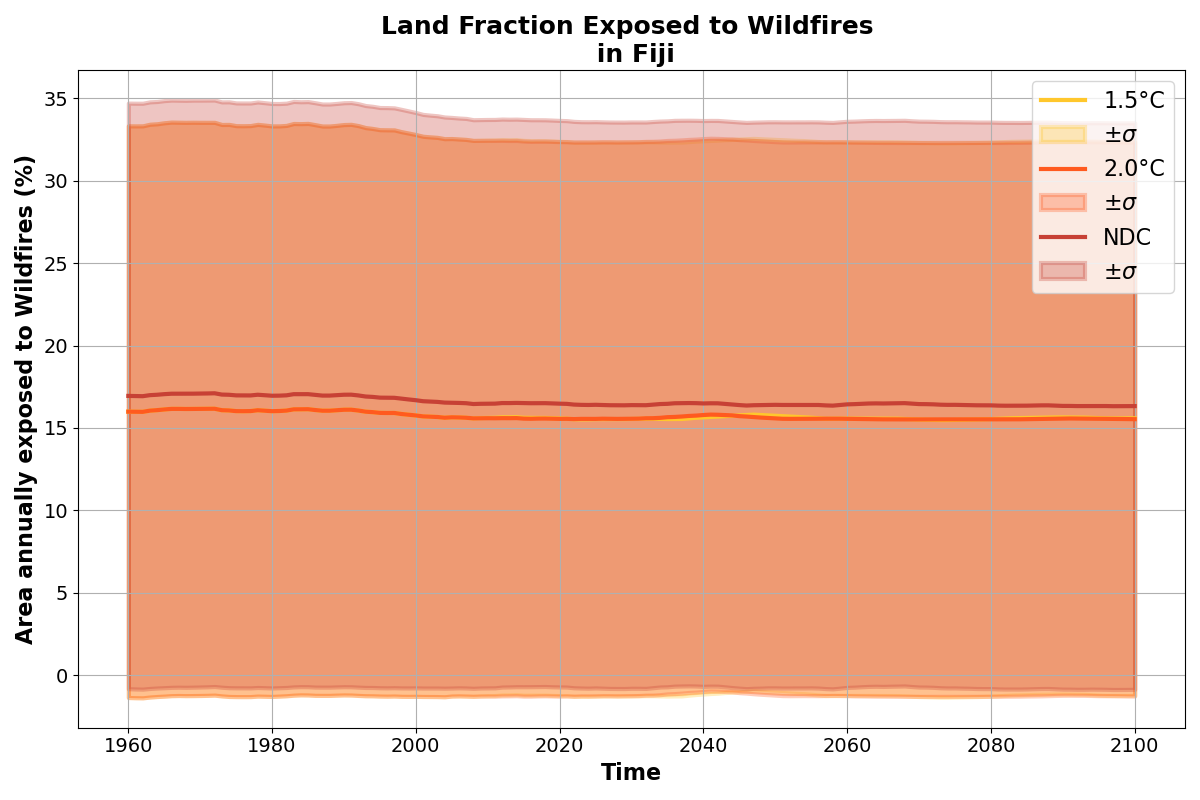 Land Fraction Exposed to Wildfires
in Fiji
Area annually exposed to Wildfires (%)
35
30
25
20
15
10
5
0
1960
1980
2000
2020
2040
2060
2080
2100
Time
1.5°C
±σ
2.0°C
±σ
NDC
±σ